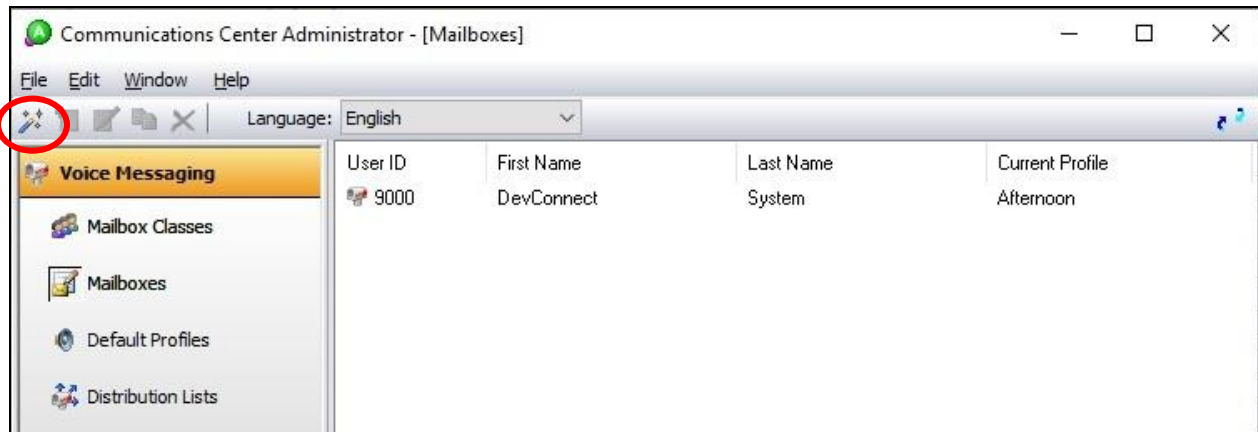 Communications Center Administrator - [Mailboxes]
File Edit Window Help
Language: English
Voice Messaging
Mailbox Classes
Mailboxes
Default Profiles
Distribution Lists
User ID First Name Last Name Current Profile
9000 DevConnect System Afternoon